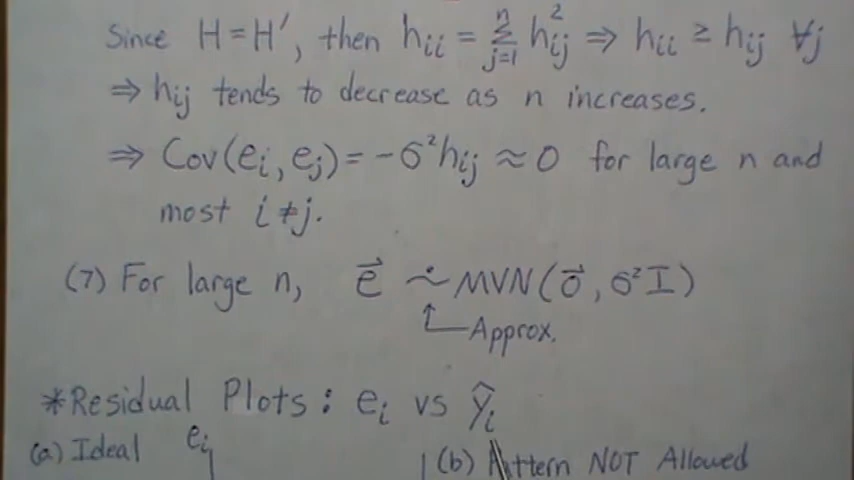 Since H = H', then hᵢᵢ = Σⁿⱼ₌₁ hᵢⱼ² ⇒ hᵢᵢ ≥ hᵢⱼ ∀j
⇒ hᵢⱼ tends to decrease as n increases.
⇒ Cov(eᵢ, eⱼ) = -σ²hᵢⱼ ≈ 0 for large n and
most i ≠ j.
(7) For large n, e⃗ ∼̇ MVN(0⃗, σ²I)
↑ Approx.
*Residual Plots: eᵢ vs ŷᵢ
(a) Ideal eᵢ (b) Pattern NOT Allowed